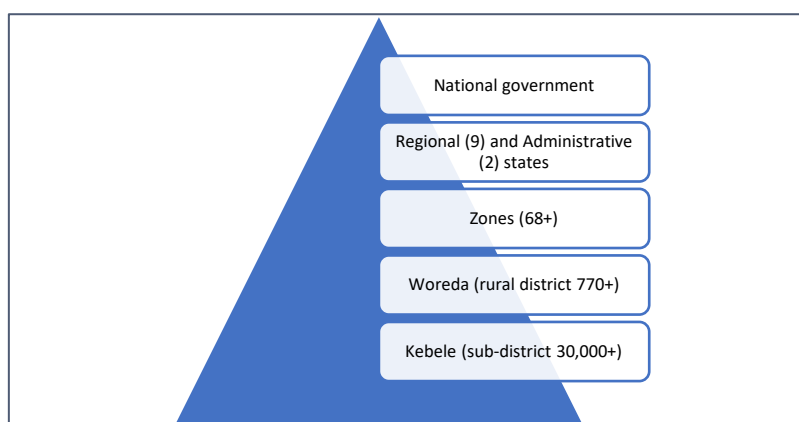 National government
Regional (9) and Administrative
(2) states
Zones (68+)
Woreda (rural district 770+)
Kebele (sub-district 30,000+)